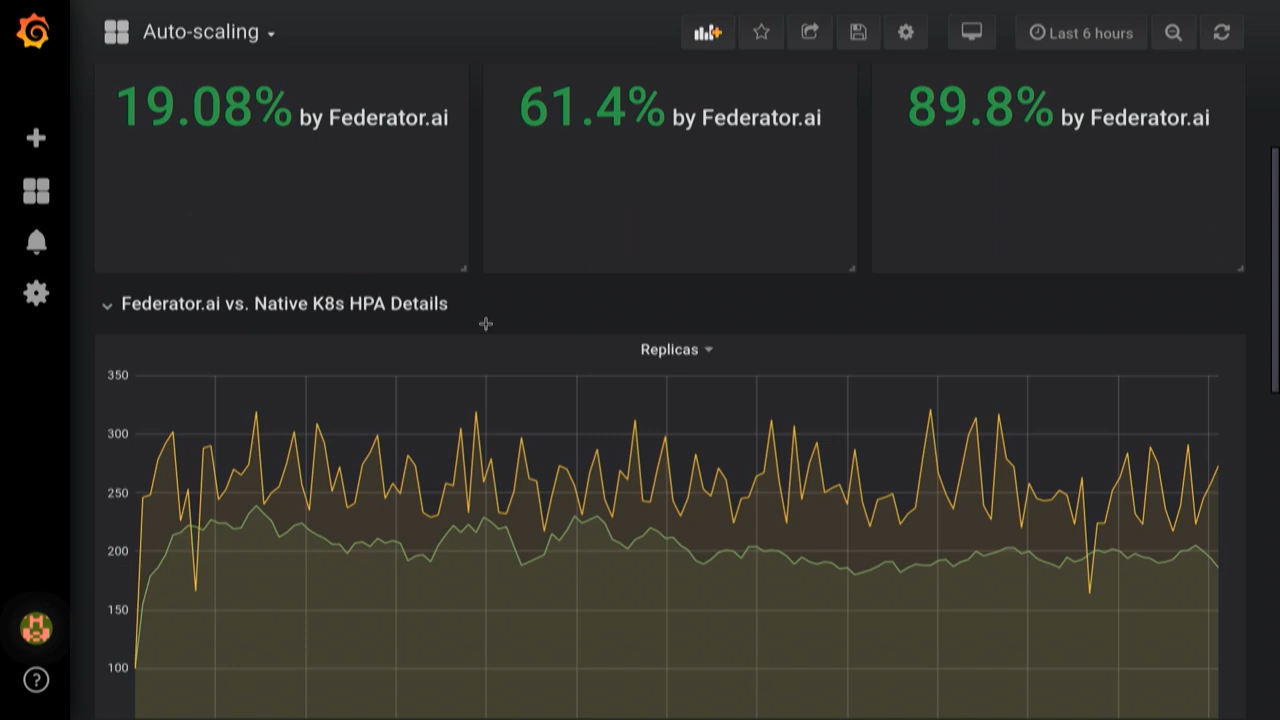 Auto-scaling
Last 6 hours
19.08% by Federator.ai
61.4% by Federator.ai
89.8% by Federator.ai
Federator.ai vs. Native K8s HPA Details
Replicas
350
300
250
200
150
100
?